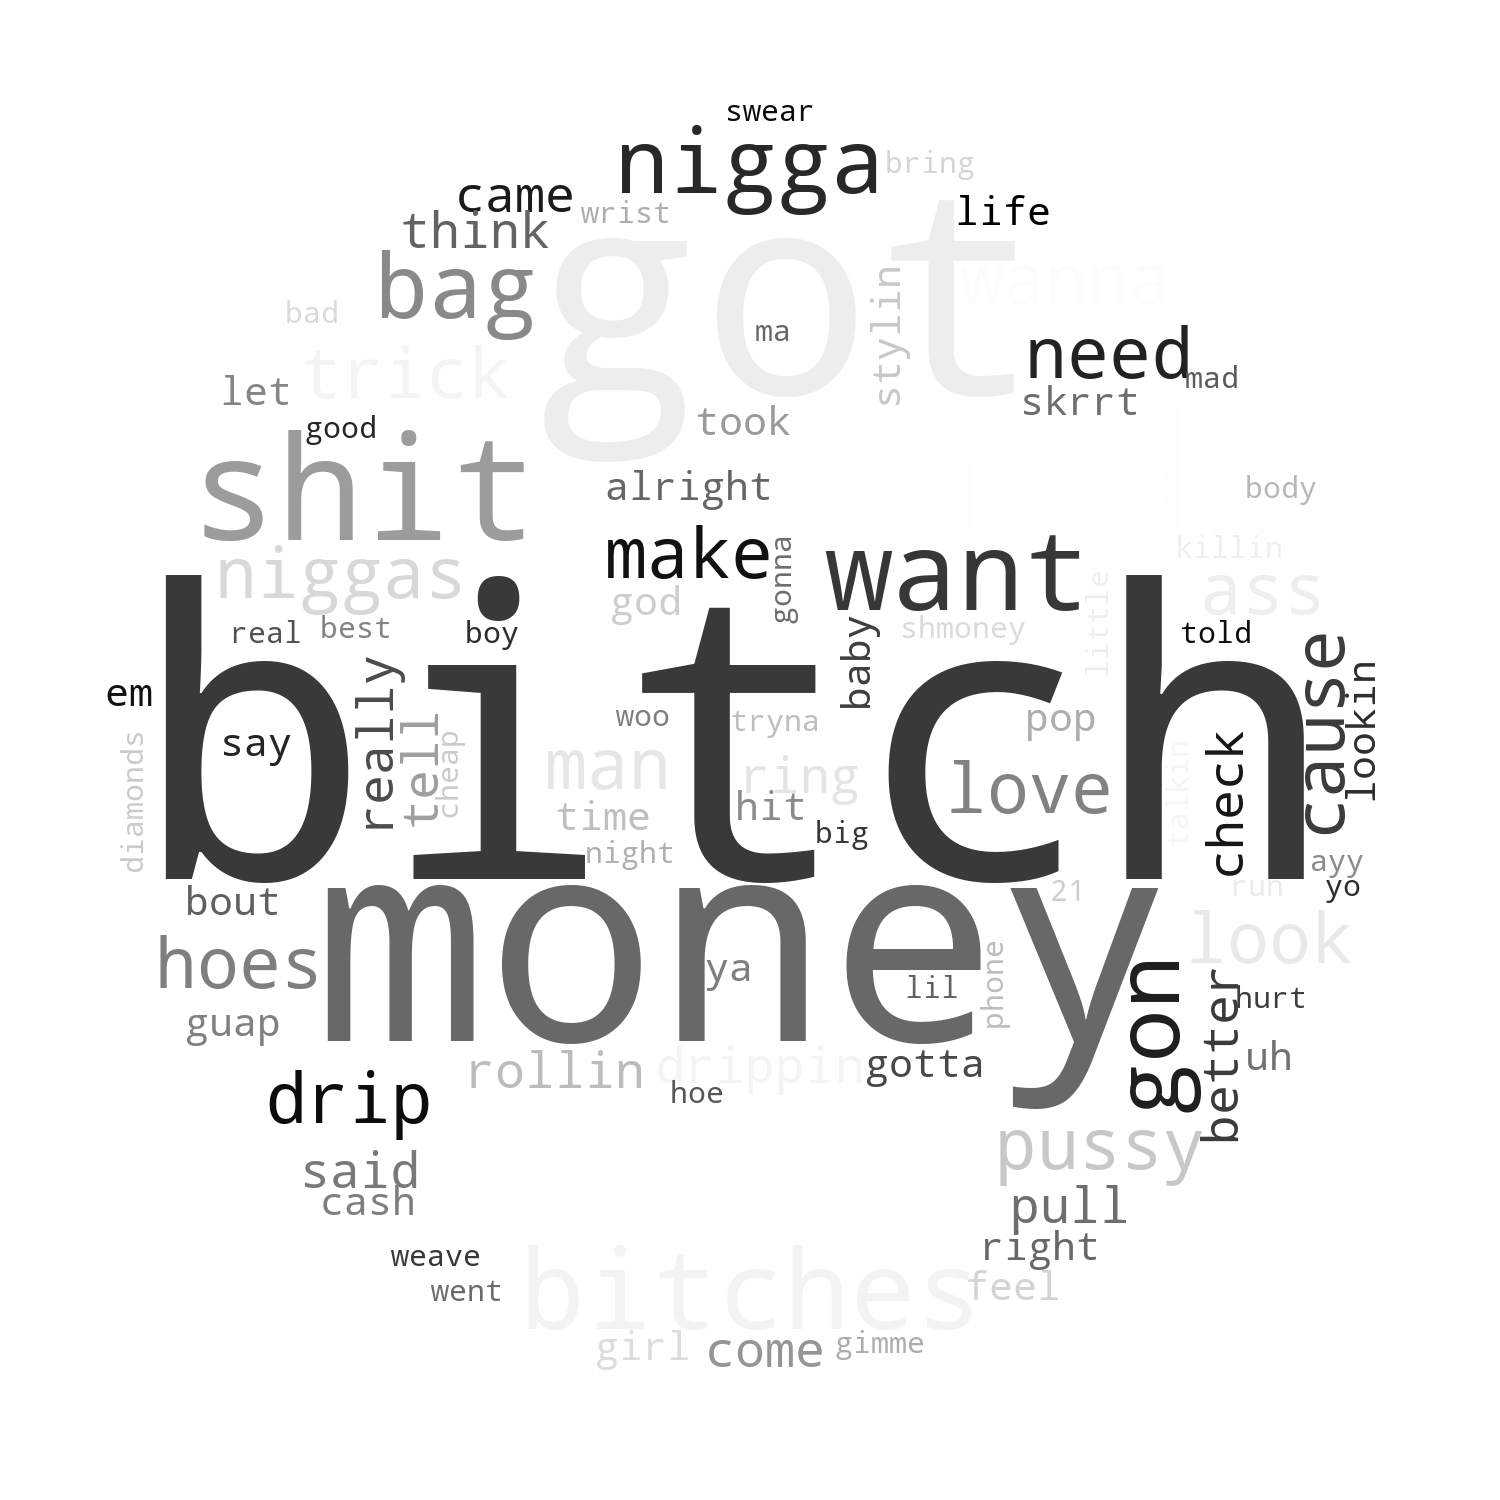 swear
nigga
bring
came
wrist
life
think
got
bag
wanna
stylin
bad
ma
need
trick
mad
let
skrrt
took
good
cardi
shit
alright
body
make
want
killin
niggas
gonna
ass
god
little
shmoney
real
best
boy
bitch
baby
told
cause
em
really
tell
woo
tryna
pop
lookin
say
cheap
check
diamonds
man
ring
love
talkin
time
hit
big
night
ayy
bout
money
21
run
yo
hoes
look
ya
phone
lil
gon
better
hurt
guap
rollin
drippin
gotta
uh
drip
hoe
know
said
pussy
cash
pull
weave
right
went
bitches
feel
girl
come
gimme